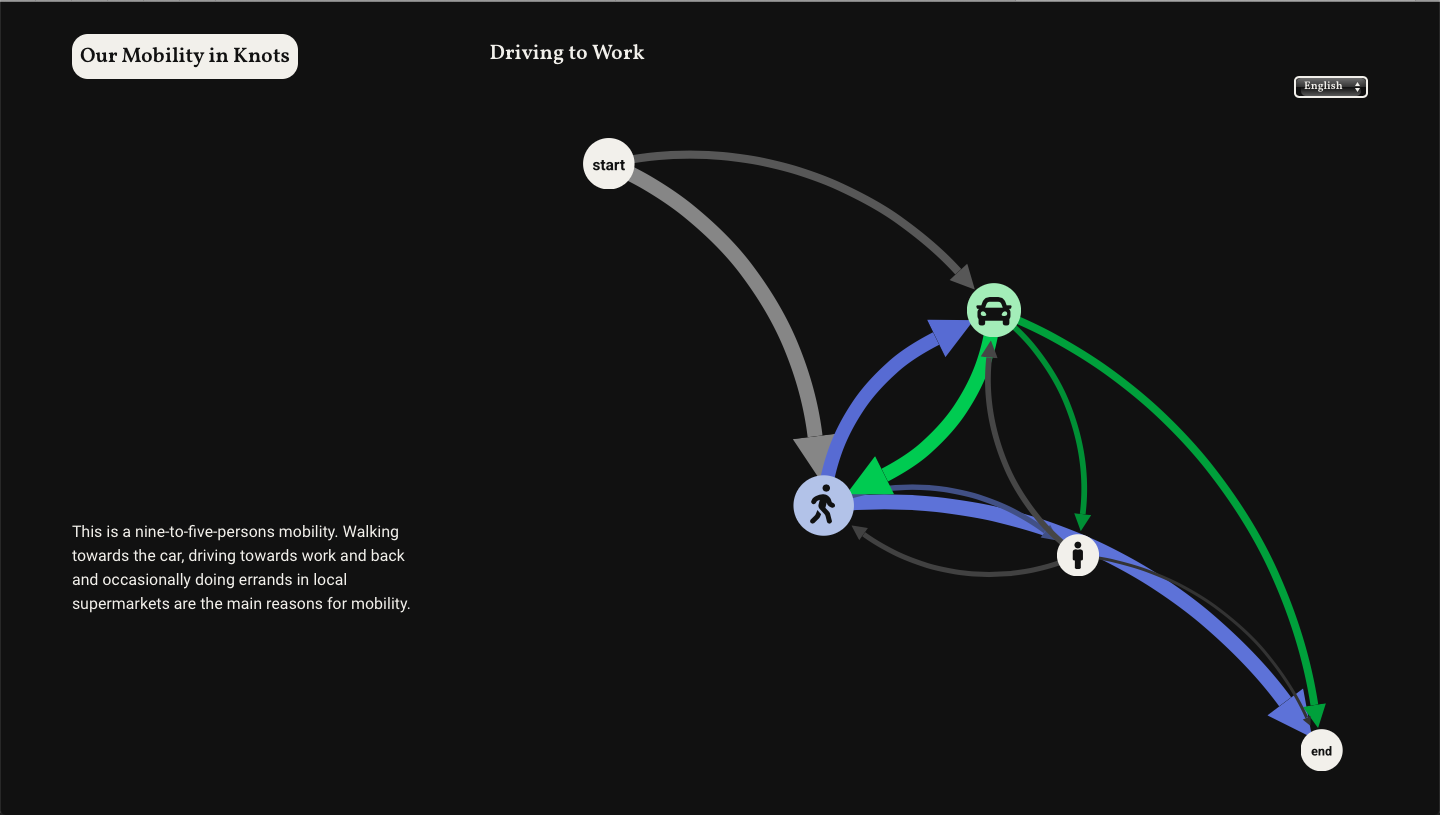 Our Mobility in Knots
Driving to Work
English
start
This is a nine-to-five-persons mobility. Walking
towards the car, driving towards work and back
and occasionally doing errands in local
supermarkets are the main reasons for mobility.
end